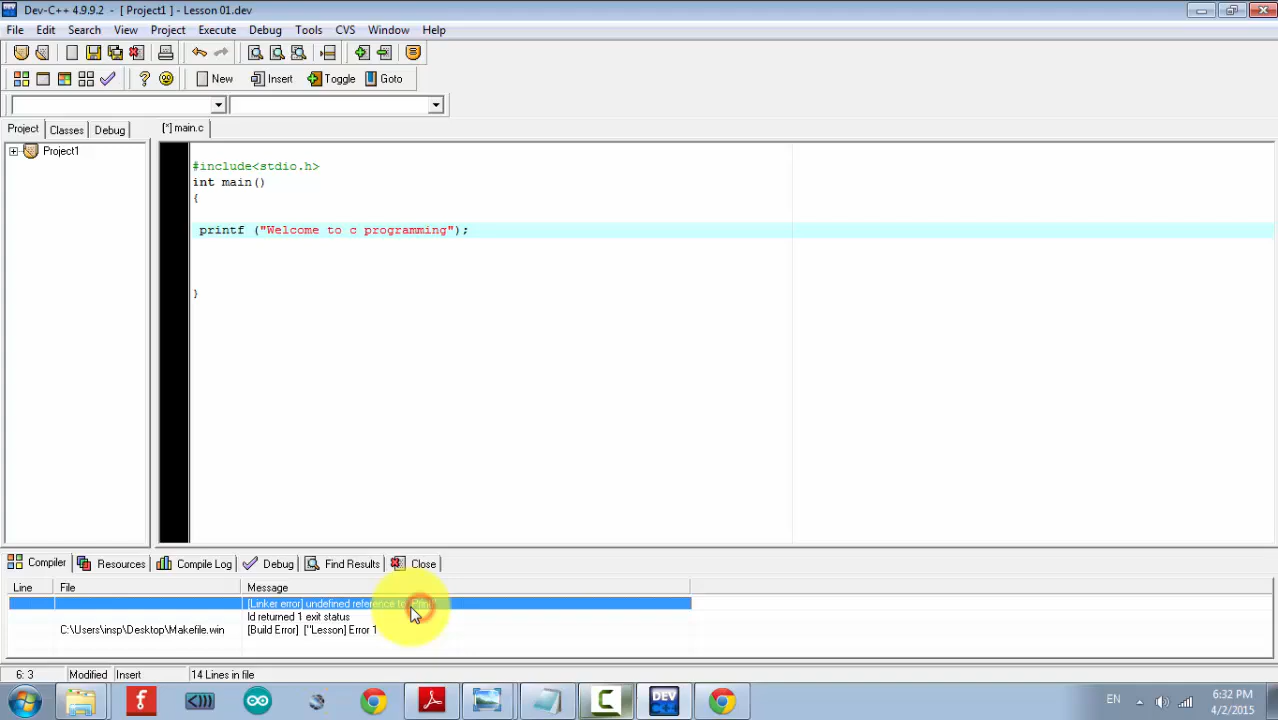 Dev-C++ 4.9.9.2 - [ Project1 ] - Lesson 01.dev
File Edit Search View Project Execute Debug Tools CVS Window Help
New Insert Toggle Goto
Project Classes Debug [*] main.c
Project1
#include<stdio.h>
int main()
{
printf ("Welcome to c programming");
}
Compiler Resources Compile Log Debug Find Results Close
Line File Message
[Linker error] undefined reference to
ld returned 1 exit status
C:\Users\insp\Desktop\Makefile.win [Build Error] ["Lesson] Error 1
6: 3 Modified Insert 14 Lines in file
DEV
EN 6:32 PM
4/2/2015